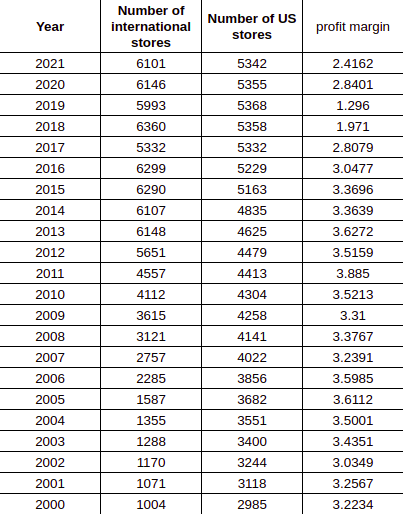 Year Number of international stores Number of US stores profit margin
2021 6101 5342 2.4162
2020 6146 5355 2.8401
2019 5993 5368 1.296
2018 6360 5358 1.971
2017 5332 5332 2.8079
2016 6299 5229 3.0477
2015 6290 5163 3.3696
2014 6107 4835 3.3639
2013 6148 4625 3.6272
2012 5651 4479 3.5159
2011 4557 4413 3.885
2010 4112 4304 3.5213
2009 3615 4258 3.31
2008 3121 4141 3.3767
2007 2757 4022 3.2391
2006 2285 3856 3.5985
2005 1587 3682 3.6112
2004 1355 3551 3.5001
2003 1288 3400 3.4351
2002 1170 3244 3.0349
2001 1071 3118 3.2567
2000 1004 2985 3.2234